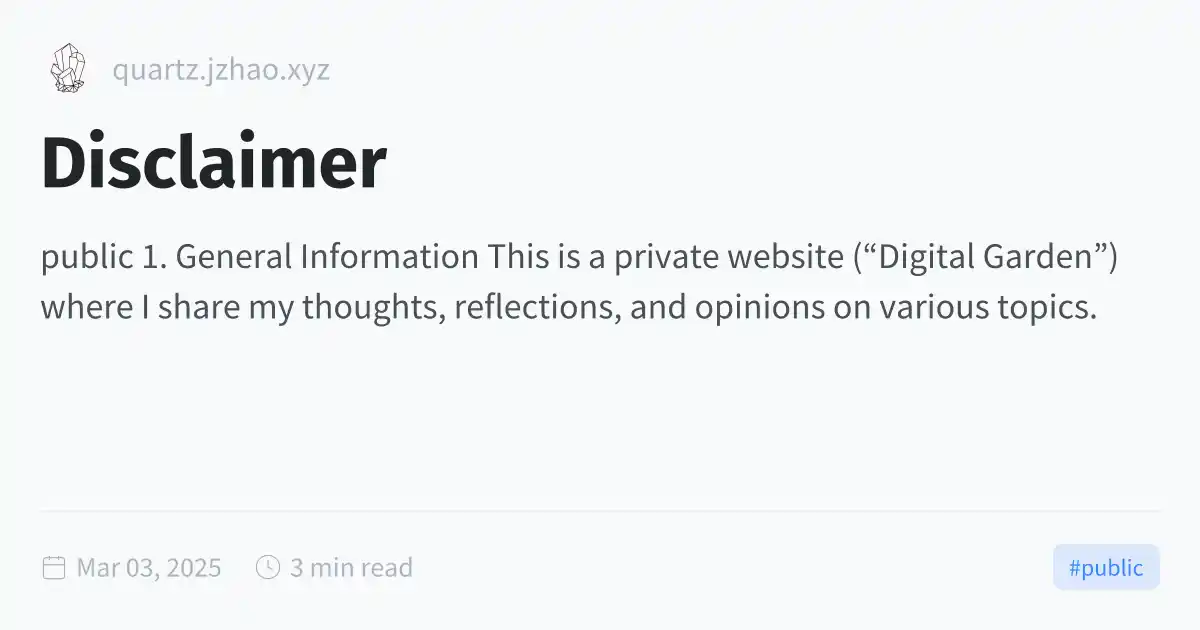 quartz.jzhao.xyz
Disclaimer
public 1. General Information This is a private website (“Digital Garden”)
where I share my thoughts, reflections, and opinions on various topics.
Mar 03, 2025 3 min read #public